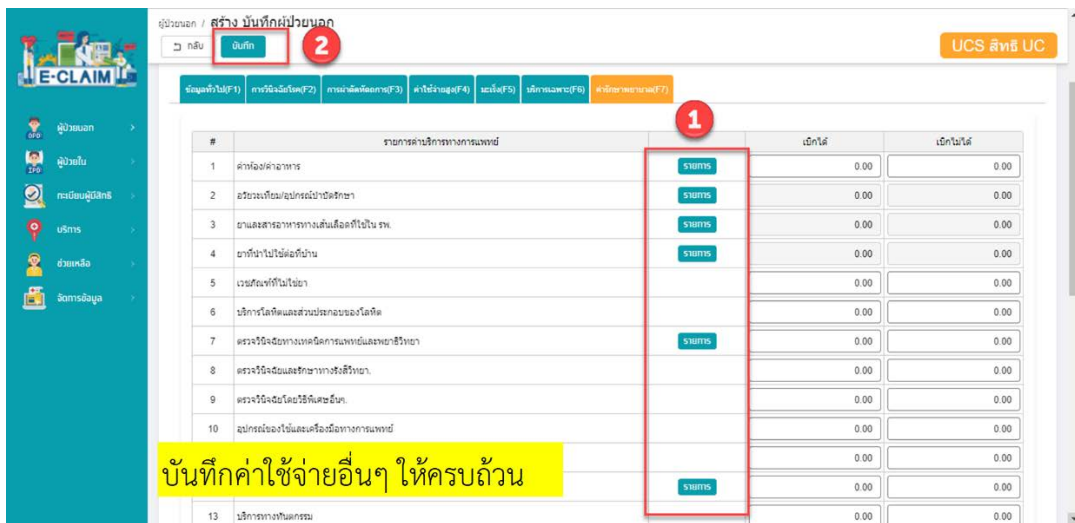 ผู้ป่วยนอก / สร้าง บันทึกผู้ป่วยนอก
กลับ
บันทึก
2
UCS สิทธิ UC
E-CLAIM
ข้อมูลทั่วไป(F1) การวินิจฉัยโรค(F2) การผ่าตัดหัตถการ(F3) ค่าใช้จ่ายสูง(F4) มะเร็ง(F5) บริการเฉพาะ(F6) ค่ารักษาพยาบาล(F7)
OPD ผู้ป่วยนอก
IPD ผู้ป่วยใน
ทะเบียนผู้มีสิทธิ
บริการ
ช่วยเหลือ
จัดการข้อมูล
1
# รายการค่าบริการทางการแพทย์ เบิกได้ เบิกไม่ได้
1 ค่าห้อง/ค่าอาหาร รายการ 0.00 0.00
2 อวัยวะเทียม/อุปกรณ์บำบัดรักษา รายการ 0.00 0.00
3 ยาและสารอาหารทางเส้นเลือดที่ใช้ใน รพ. รายการ 0.00 0.00
4 ยาที่นำไปใช้ต่อที่บ้าน รายการ 0.00 0.00
5 เวชภัณฑ์ที่ไม่ใช่ยา 0.00 0.00
6 บริการโลหิตและส่วนประกอบของโลหิต 0.00 0.00
7 ตรวจวินิจฉัยทางเทคนิคการแพทย์และพยาธิวิทยา รายการ 0.00 0.00
8 ตรวจวินิจฉัยและรักษาทางรังสีวิทยา. 0.00 0.00
9 ตรวจวินิจฉัยโดยวิธีพิเศษอื่นๆ. 0.00 0.00
10 อุปกรณ์ของใช้และเครื่องมือทางการแพทย์ 0.00 0.00
0.00 0.00
บันทึกค่าใช้จ่ายอื่นๆ ให้ครบถ้วน
รายการ 0.00 0.00
13 บริการทางทันตกรรม 0.00 0.00